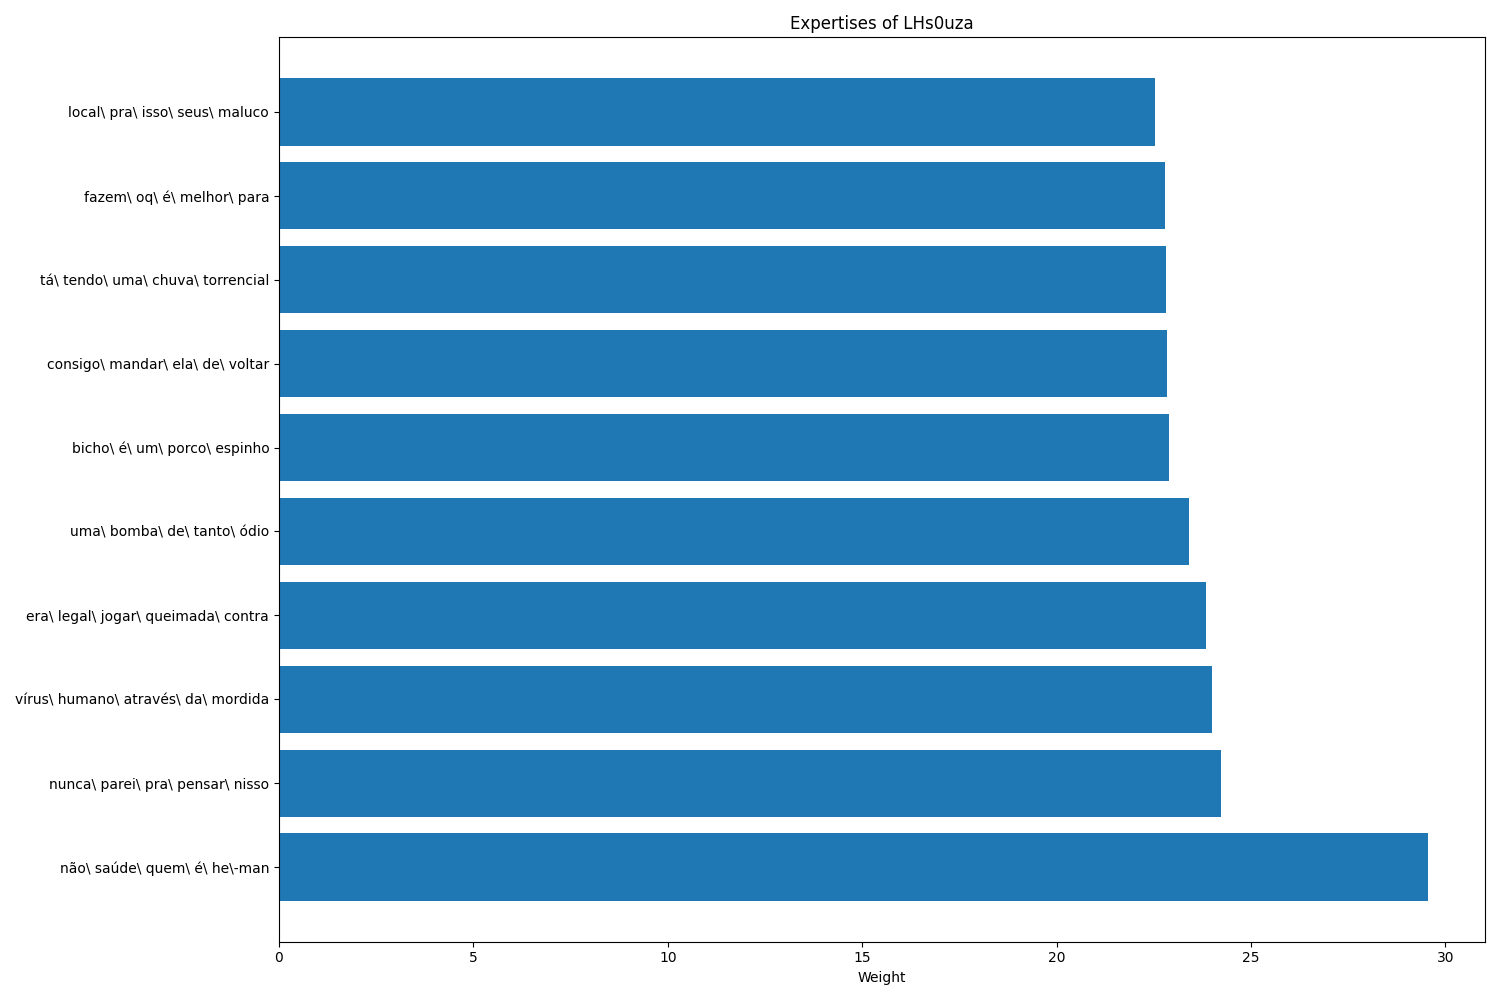 Expertises of LHs0uza
local\ pra\ isso\ seus\ maluco
fazem\ oq\ é\ melhor\ para
tá\ tendo\ uma\ chuva\ torrencial
consigo\ mandar\ ela\ de\ voltar
bicho\ é\ um\ porco\ espinho
uma\ bomba\ de\ tanto\ ódio
era\ legal\ jogar\ queimada\ contra
vírus\ humano\ através\ da\ mordida
nunca\ parei\ pra\ pensar\ nisso
não\ saúde\ quem\ é\ he\-man
0 5 10 15 20 25 30
Weight